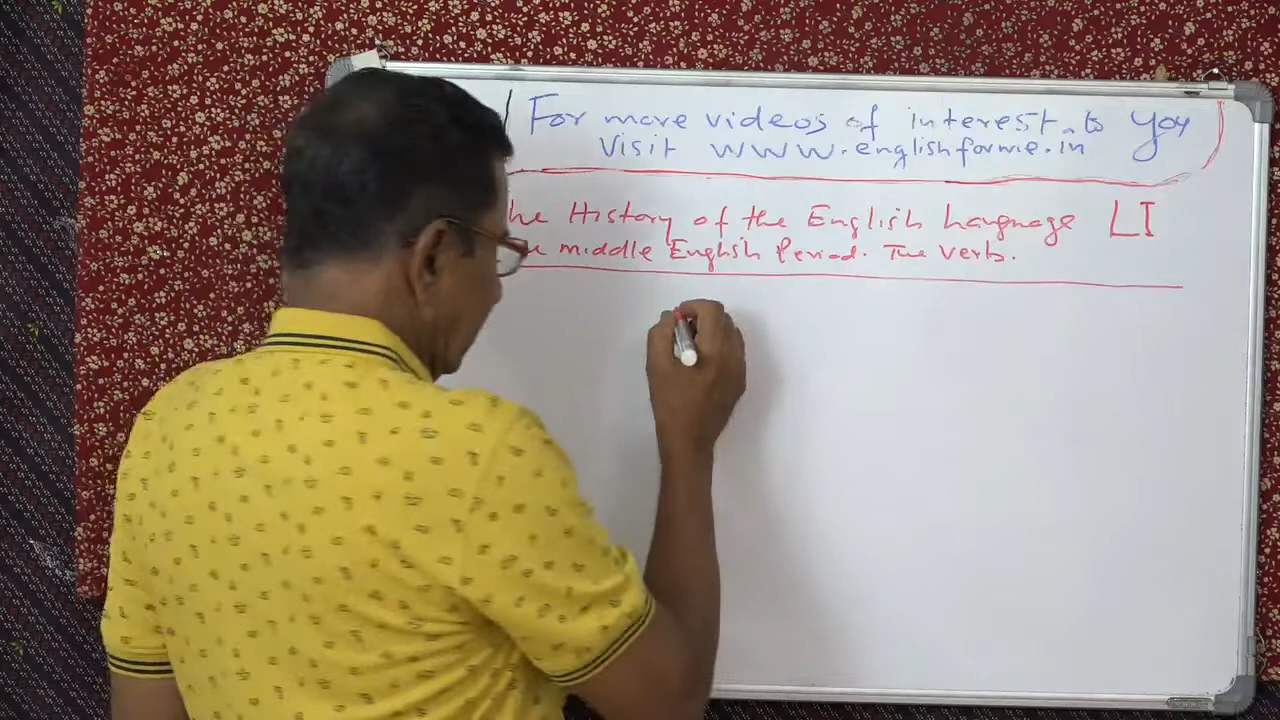 For more videos of interest to you
Visit www.englishforme.in
he History of the English Language LI
middle English Period. The verb.